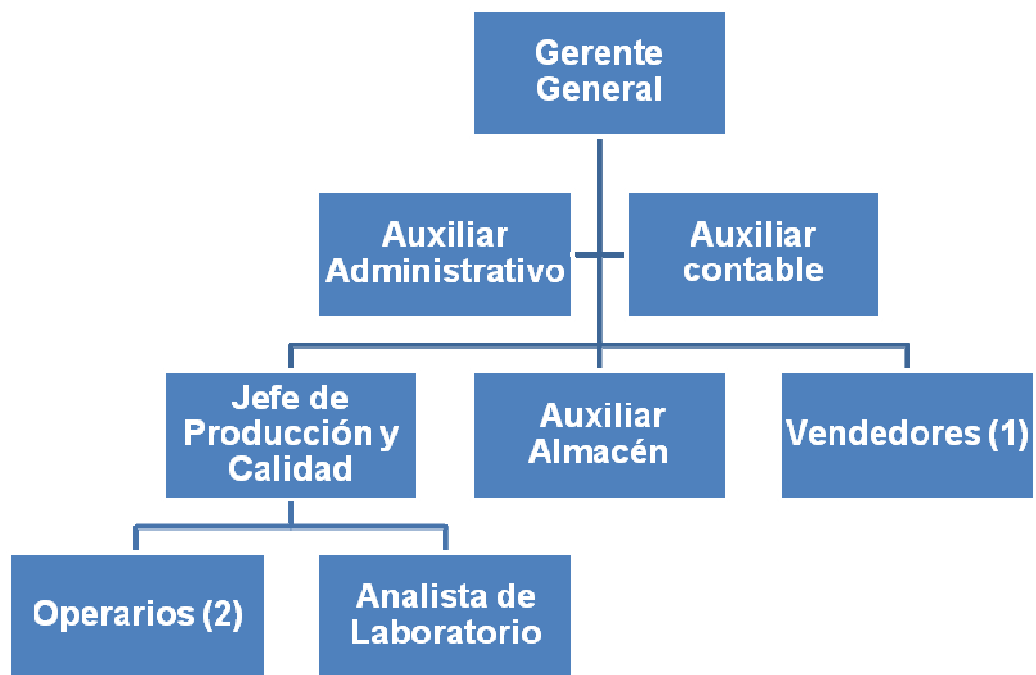 Gerente
General
Auxiliar
Administrativo
Auxiliar
contable
Jefe de
Producción y
Calidad
Auxiliar
Almacén
Vendedores (1)
Operarios (2)
Analista de
Laboratorio